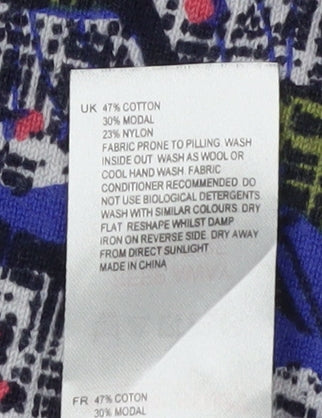 UK 47% COTTON
30% MODAL
23% NYLON
FABRIC PRONE TO PILLING. WASH
INSIDE OUT. WASH AS WOOL OR
COOL HAND WASH. FABRIC
CONDITIONER RECOMMENDED. DO
NOT USE BIOLOGICAL DETERGENTS.
WASH WITH SIMILAR COLOURS. DRY
FLAT. RESHAPE WHILST DAMP.
IRON ON REVERSE SIDE. DRY AWAY
FROM DIRECT SUNLIGHT
MADE IN CHINA
FR 47% COTON
30% MODAL